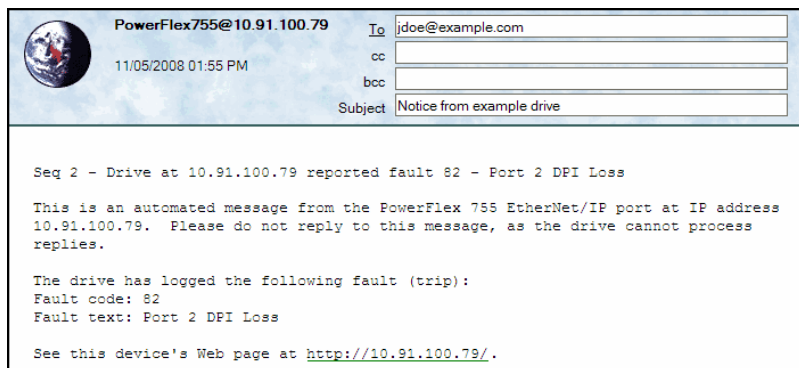 PowerFlex755@10.91.100.79
11/05/2008 01:55 PM
To jdoe@example.com
cc
bcc
Subject Notice from example drive
Seq 2 - Drive at 10.91.100.79 reported fault 82 - Port 2 DPI Loss
This is an automated message from the PowerFlex 755 EtherNet/IP port at IP address
10.91.100.79.  Please do not reply to this message, as the drive cannot process
replies.
The drive has logged the following fault (trip):
Fault code: 82
Fault text: Port 2 DPI Loss
See this device's Web page at http://10.91.100.79/.